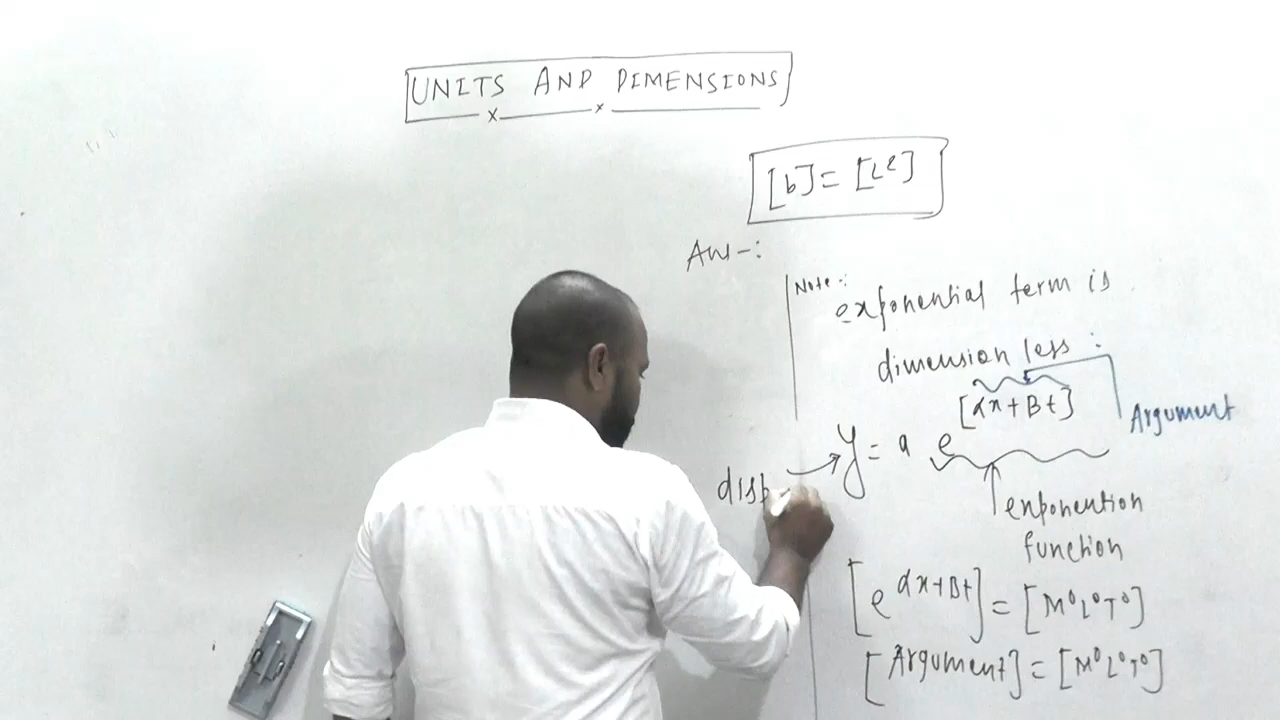 UNITS AND DIMENSIONS
[b] = [L²]
Ans -:
Note -:
exponential term is
dimension less :
[αx+Bt]
Argument
y = a e
disp
exponention
function
[e^αx+Bt] = [M⁰L⁰T⁰]
[Argument] = [M⁰L⁰T⁰]